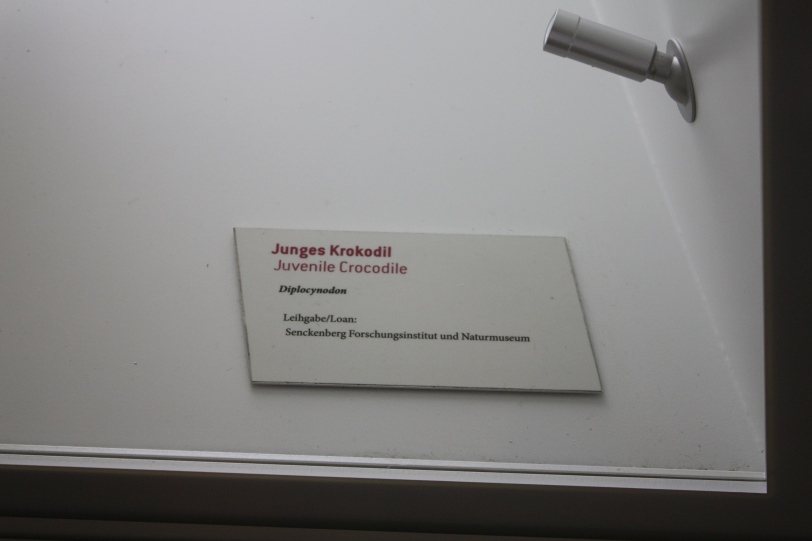 Junges Krokodil
Juvenile Crocodile
Diplocynodon
Leihgabe/Loan:
Senckenberg Forschungsinstitut und Naturmuseum